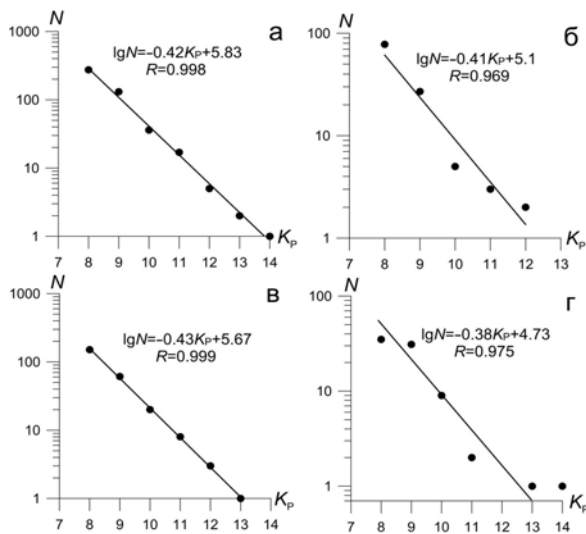 N
а
1000
lgN=–0.42Kₚ+5.83
R=0.998
100
10
1
Kₚ
7 8 9 10 11 12 13 14
N
б
100
lgN=–0.41Kₚ+5.1
R=0.969
10
1
Kₚ
7 8 9 10 11 12 13
N
в
1000
lgN=–0.43Kₚ+5.67
R=0.999
100
10
1
Kₚ
7 8 9 10 11 12 13 14
N
г
100
lgN=–0.38Kₚ+4.73
R=0.975
10
1
Kₚ
7 8 9 10 11 12 13 14